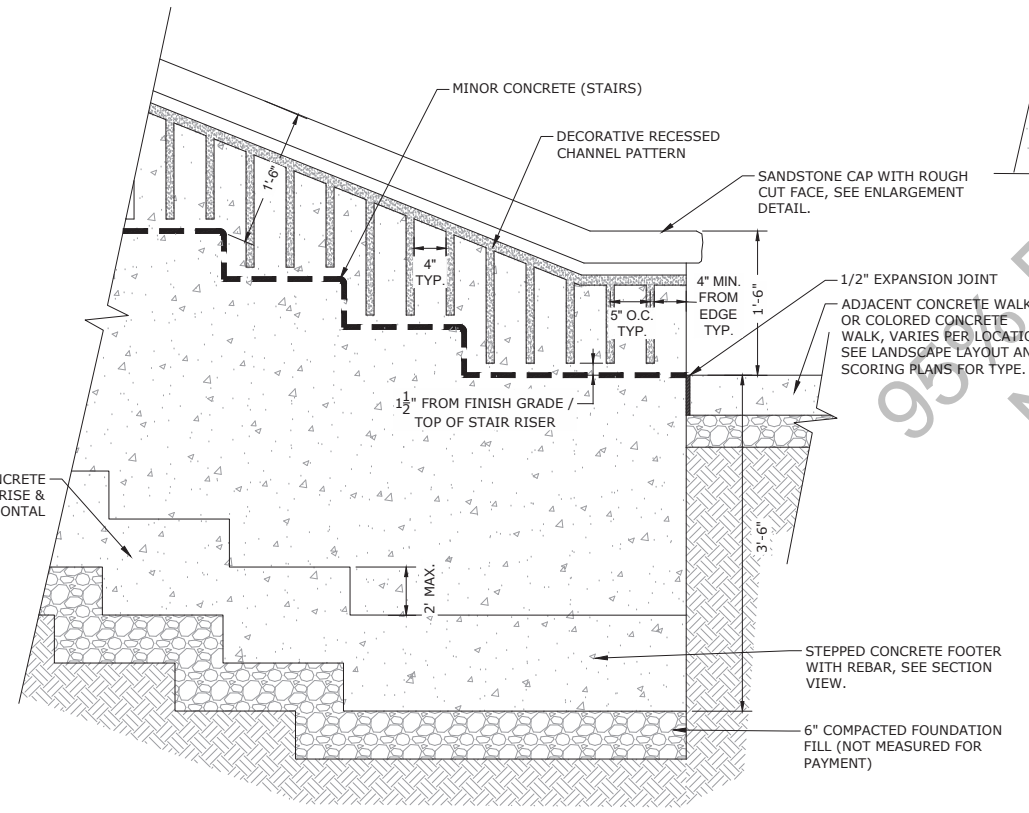 MINOR CONCRETE (STAIRS)
DECORATIVE RECESSED
CHANNEL PATTERN
SANDSTONE CAP WITH ROUGH
CUT FACE, SEE ENLARGEMENT
DETAIL.
1'-6"
4"
TYP.
5" O.C.
TYP.
4" MIN.
FROM
EDGE
TYP.
1'-6"
1/2" EXPANSION JOINT
ADJACENT CONCRETE WALK
OR COLORED CONCRETE
WALK, VARIES PER LOCATIO
SEE LANDSCAPE LAYOUT AN
SCORING PLANS FOR TYPE.
95%
1 1/2" FROM FINISH GRADE /
TOP OF STAIR RISER
NCRETE
RISE &
ONTAL
2' MAX.
3'-6"
STEPPED CONCRETE FOOTER
WITH REBAR, SEE SECTION
VIEW.
6" COMPACTED FOUNDATION
FILL (NOT MEASURED FOR
PAYMENT)